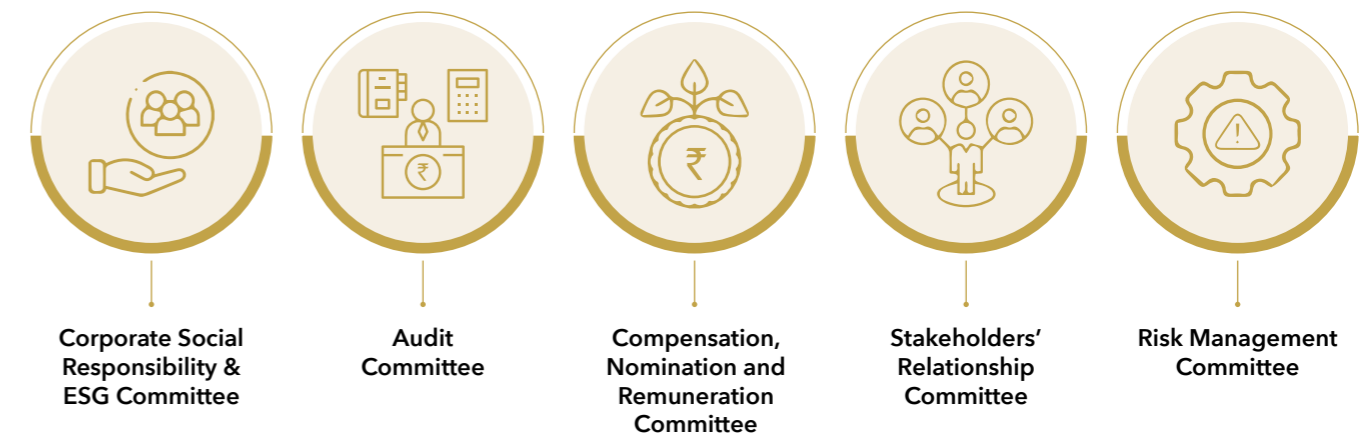 ₹
₹
!
Corporate Social
Responsibility &
ESG Committee
Audit
Committee
Compensation,
Nomination and
Remuneration
Committee
Stakeholders’
Relationship
Committee
Risk Management
Committee